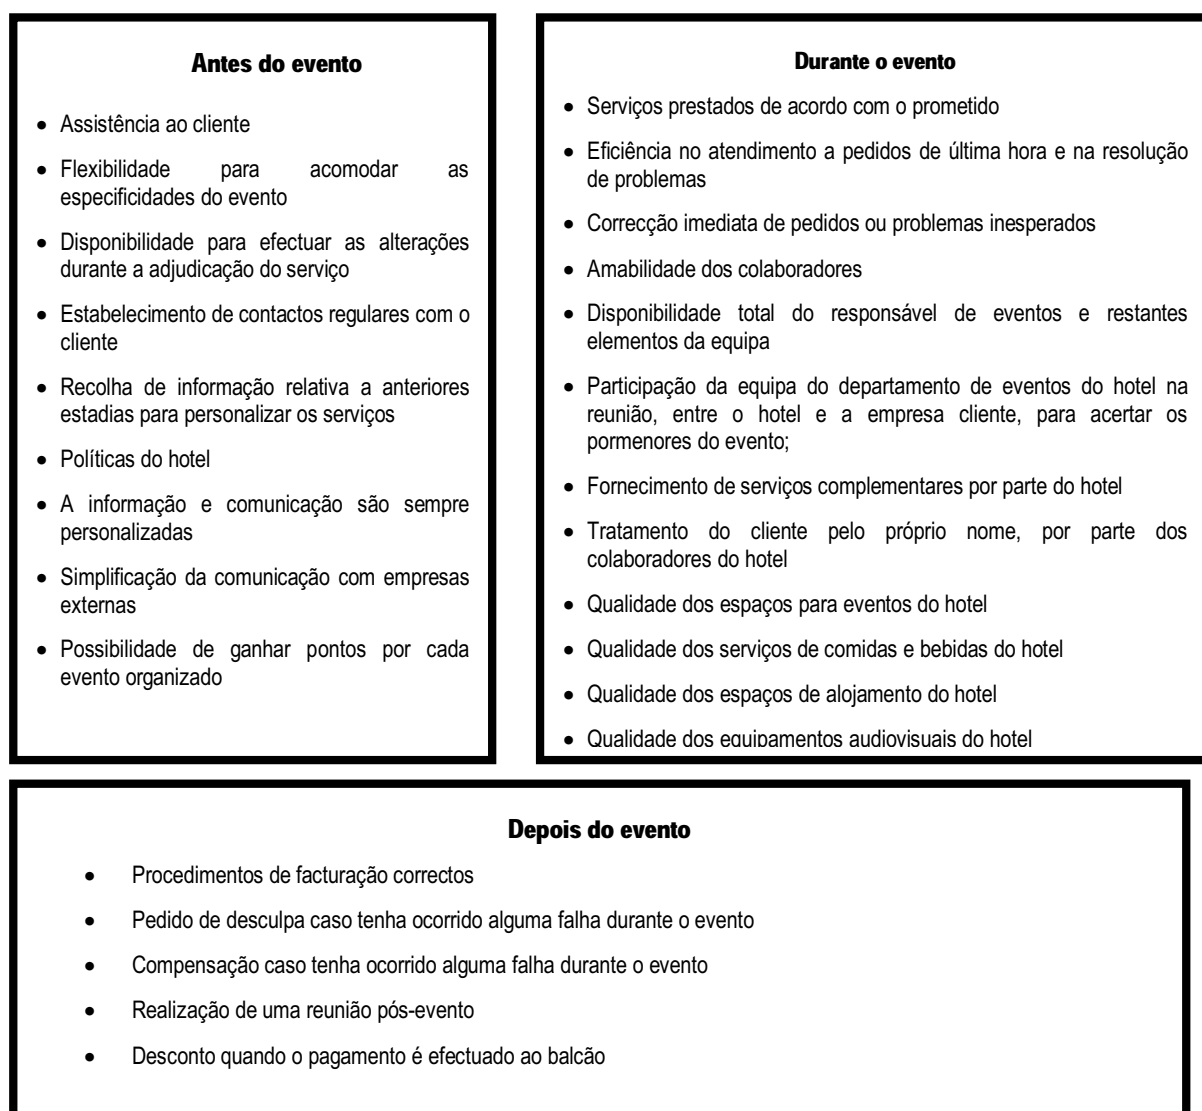 Antes do evento
• Assistência ao cliente
• Flexibilidade para acomodar as
especificidades do evento
• Disponibilidade para efectuar as alterações
durante a adjudicação do serviço
• Estabelecimento de contactos regulares com o
cliente
• Recolha de informação relativa a anteriores
estadias para personalizar os serviços
• Políticas do hotel
• A informação e comunicação são sempre
personalizadas
• Simplificação da comunicação com empresas
externas
• Possibilidade de ganhar pontos por cada
evento organizado
Durante o evento
• Serviços prestados de acordo com o prometido
• Eficiência no atendimento a pedidos de última hora e na resolução
de problemas
• Correcção imediata de pedidos ou problemas inesperados
• Amabilidade dos colaboradores
• Disponibilidade total do responsável de eventos e restantes
elementos da equipa
• Participação da equipa do departamento de eventos do hotel na
reunião, entre o hotel e a empresa cliente, para acertar os
pormenores do evento;
• Fornecimento de serviços complementares por parte do hotel
• Tratamento do cliente pelo próprio nome, por parte dos
colaboradores do hotel
• Qualidade dos espaços para eventos do hotel
• Qualidade dos serviços de comidas e bebidas do hotel
• Qualidade dos espaços de alojamento do hotel
• Qualidade dos equipamentos audiovisuais do hotel
Depois do evento
• Procedimentos de facturação correctos
• Pedido de desculpa caso tenha ocorrido alguma falha durante o evento
• Compensação caso tenha ocorrido alguma falha durante o evento
• Realização de uma reunião pós-evento
• Desconto quando o pagamento é efectuado ao balcão